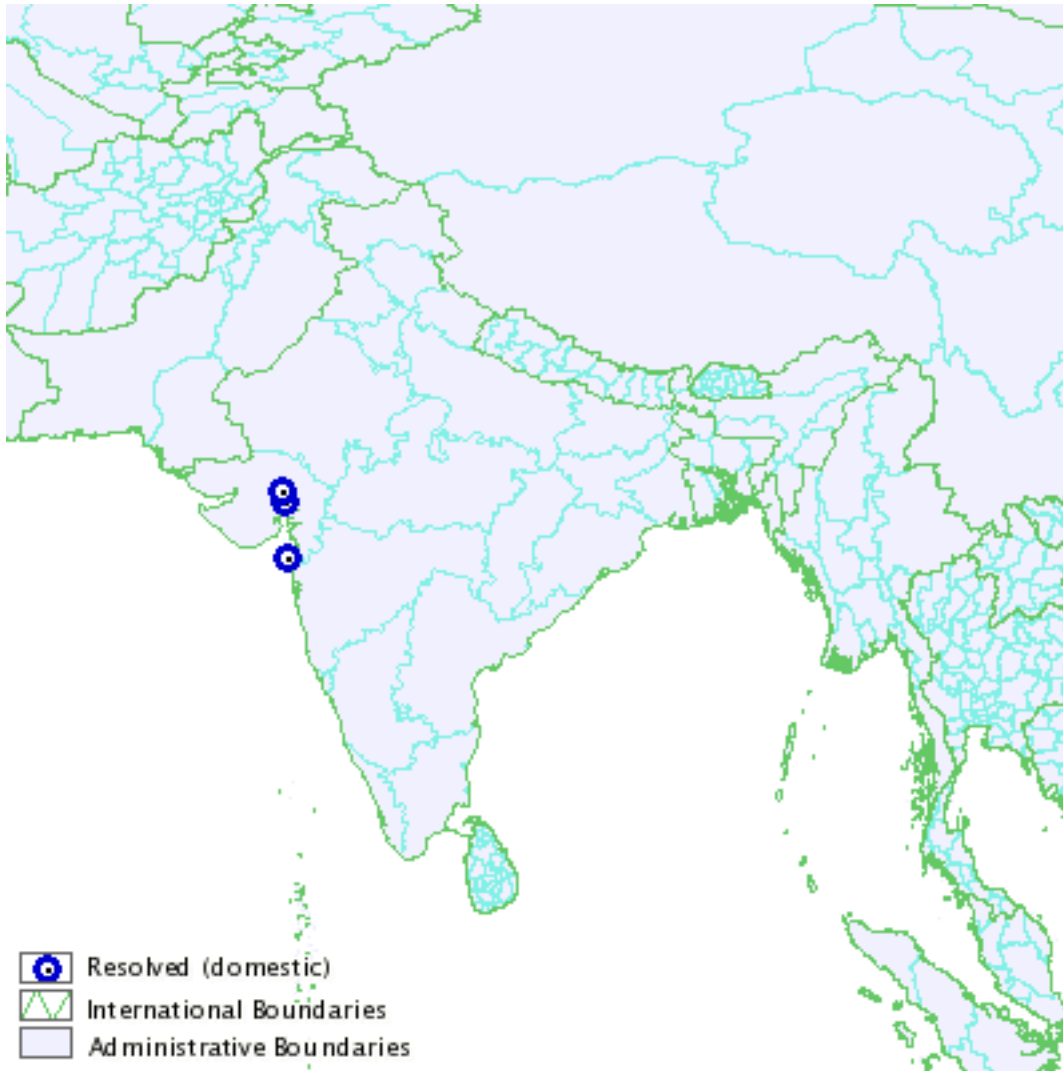 Resolved (domestic)
International Boundaries
Administrative Boundaries